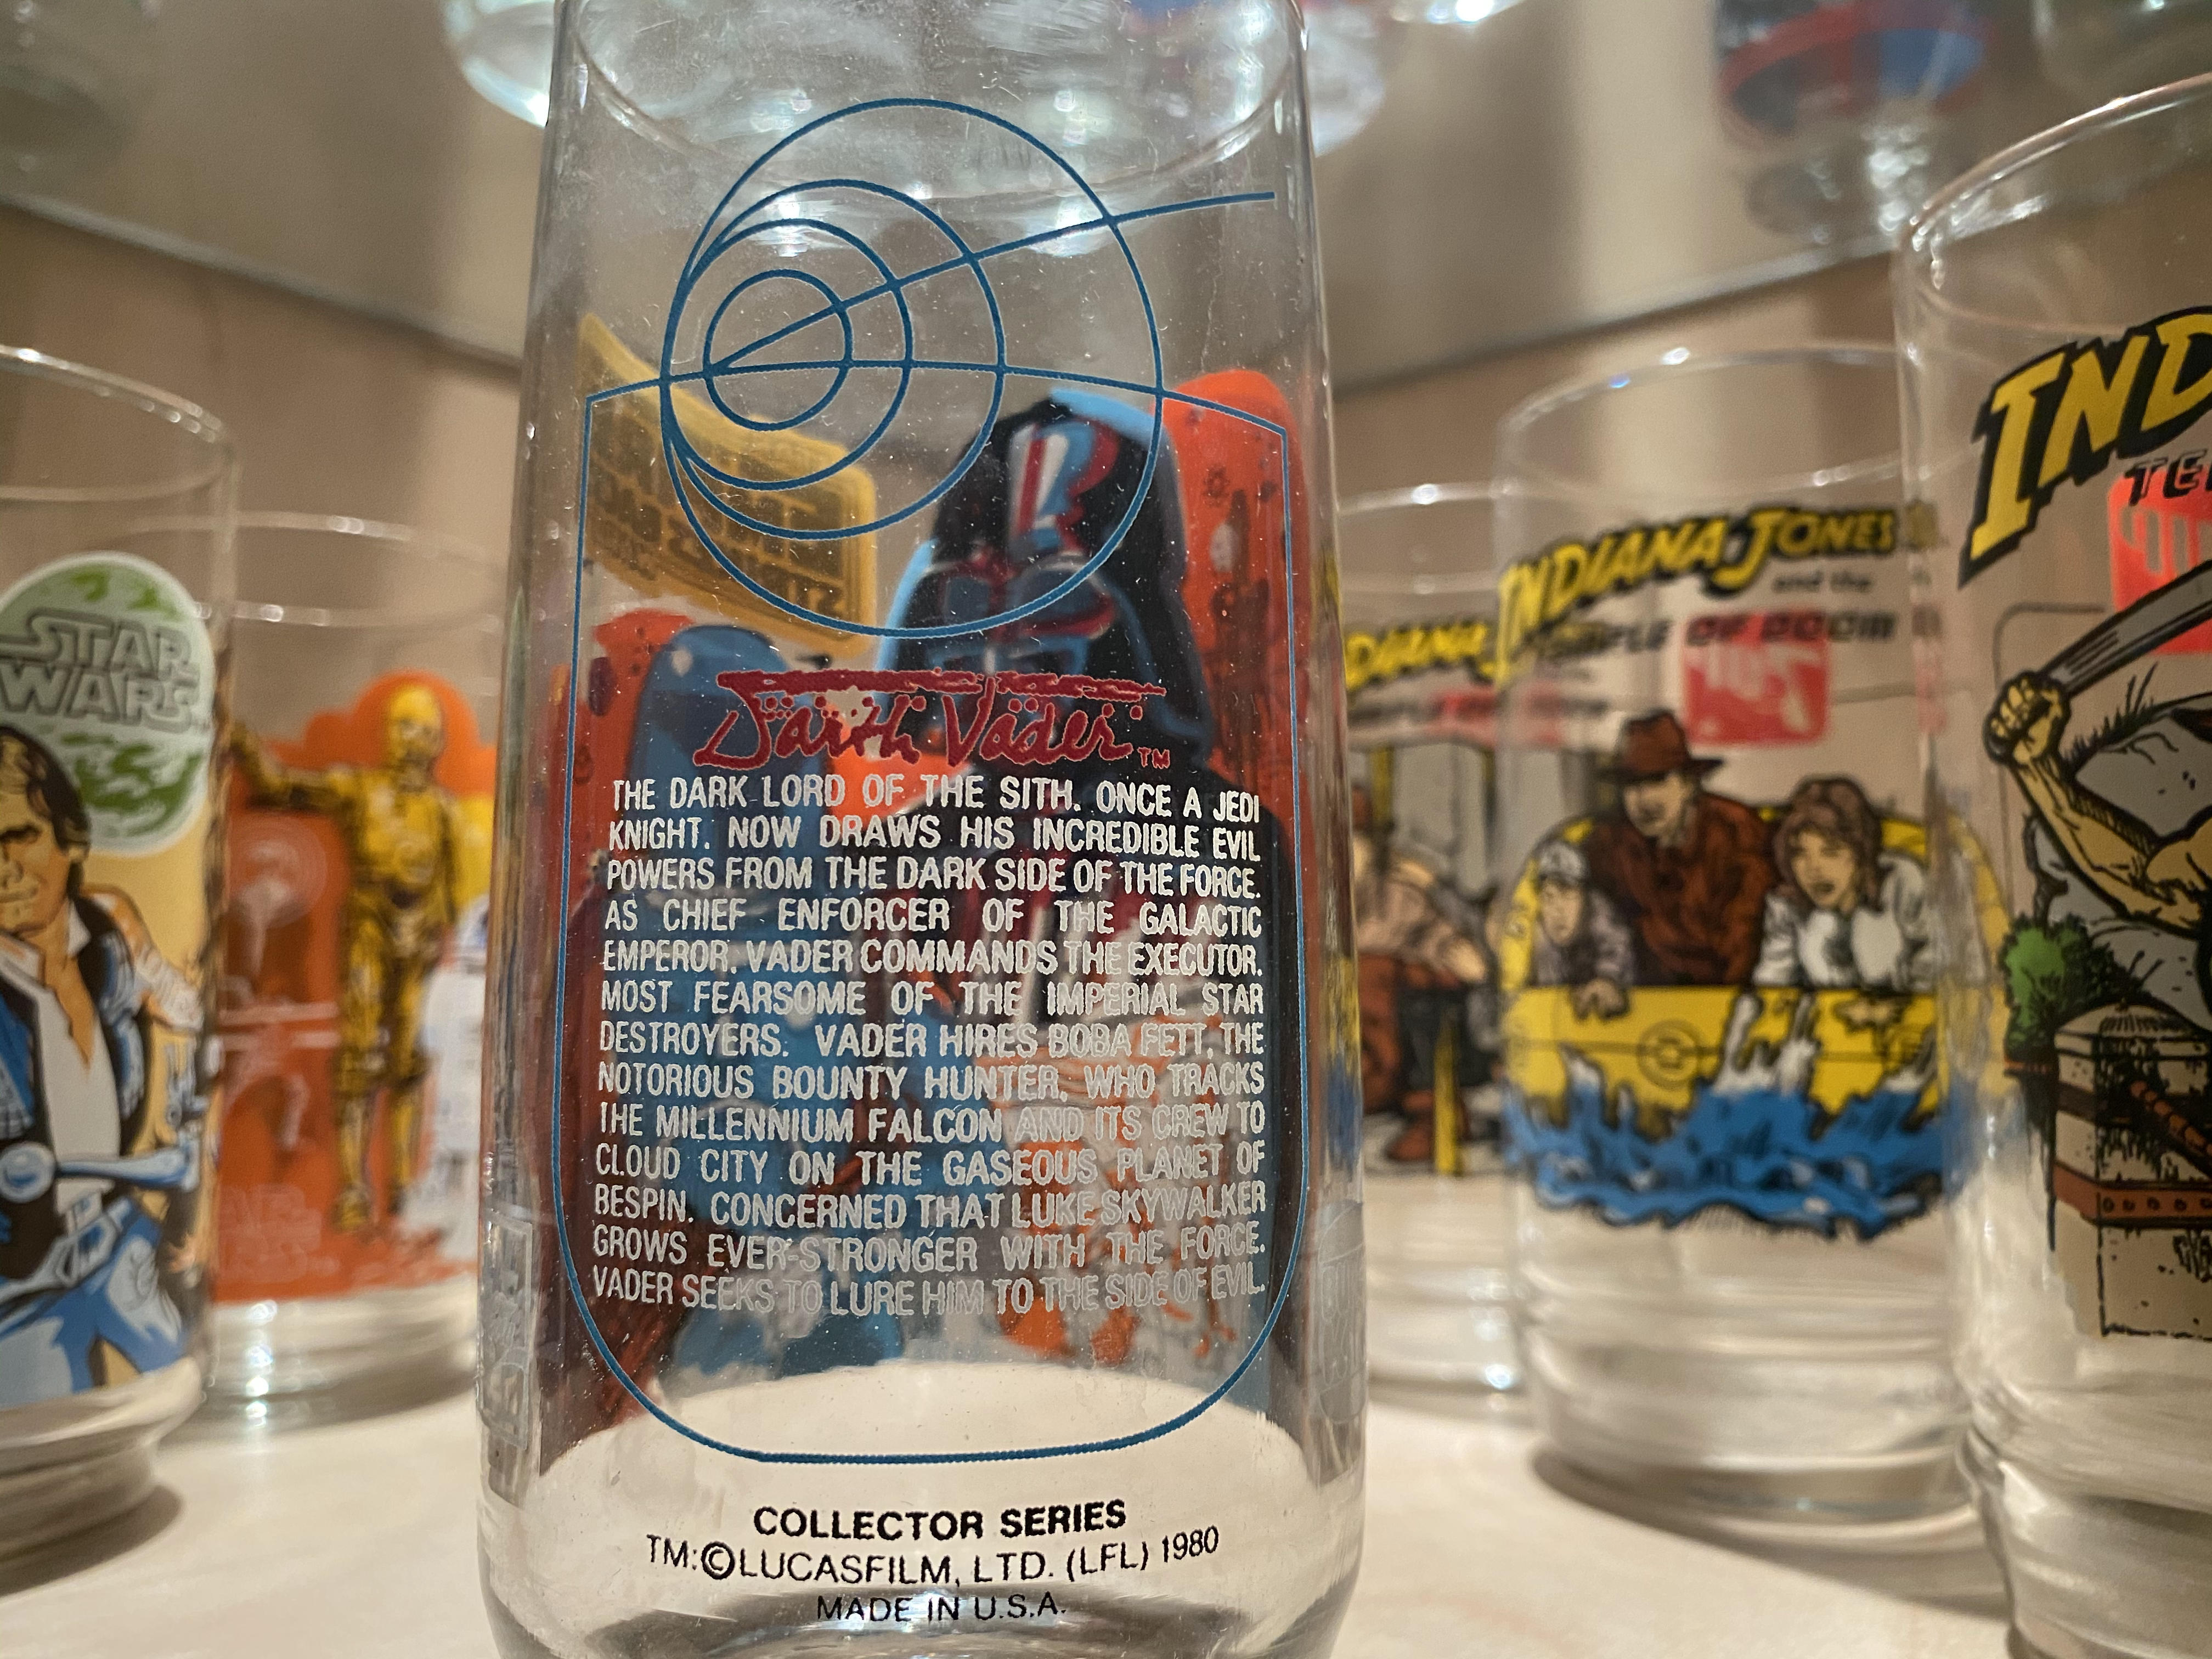 Darth Vader™
THE DARK LORD OF THE SITH. ONCE A JEDI
KNIGHT, NOW DRAWS HIS INCREDIBLE EVIL
POWERS FROM THE DARK SIDE OF THE FORCE.
AS CHIEF ENFORCER OF THE GALACTIC
EMPEROR, VADER COMMANDS THE EXECUTOR,
MOST FEARSOME OF THE IMPERIAL STAR
DESTROYERS. VADER HIRES BOBA FETT, THE
NOTORIOUS BOUNTY HUNTER, WHO TRACKS
THE MILLENNIUM FALCON AND ITS CREW TO
CLOUD CITY ON THE GASEOUS PLANET OF
BESPIN. CONCERNED THAT LUKE SKYWALKER
GROWS EVER-STRONGER WITH THE FORCE,
VADER SEEKS TO LURE HIM TO THE SIDE OF EVIL.
COLLECTOR SERIES
TM:©LUCASFILM, LTD. (LFL) 1980
MADE IN U.S.A.
STAR
WARS
INDIANA JONES
and the
TEMPLE OF DOOM
IND
TE